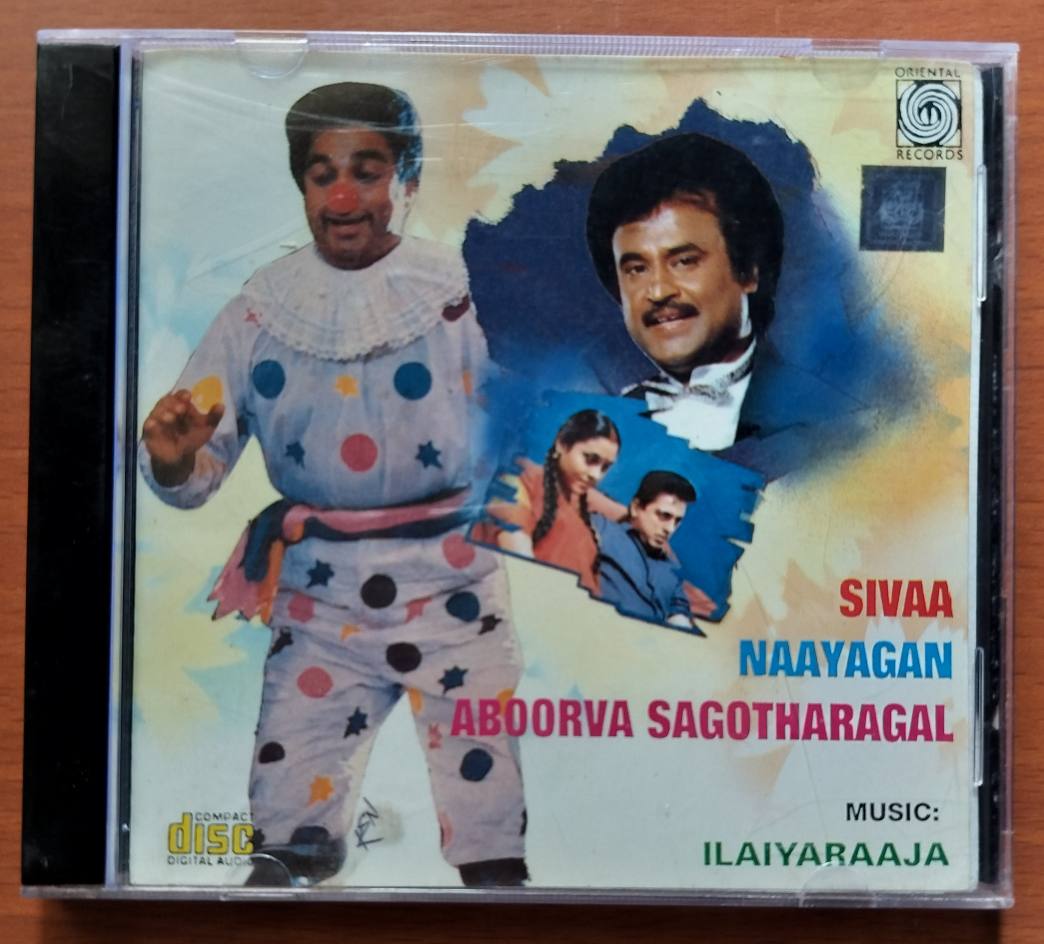 ORIENTAL
RECORDS
SIVAA
NAAYAGAN
ABOORVA SAGOTHARAGAL
MUSIC:
ILAIYARAAJA
COMPACT
disc
DIGITAL AUDIO